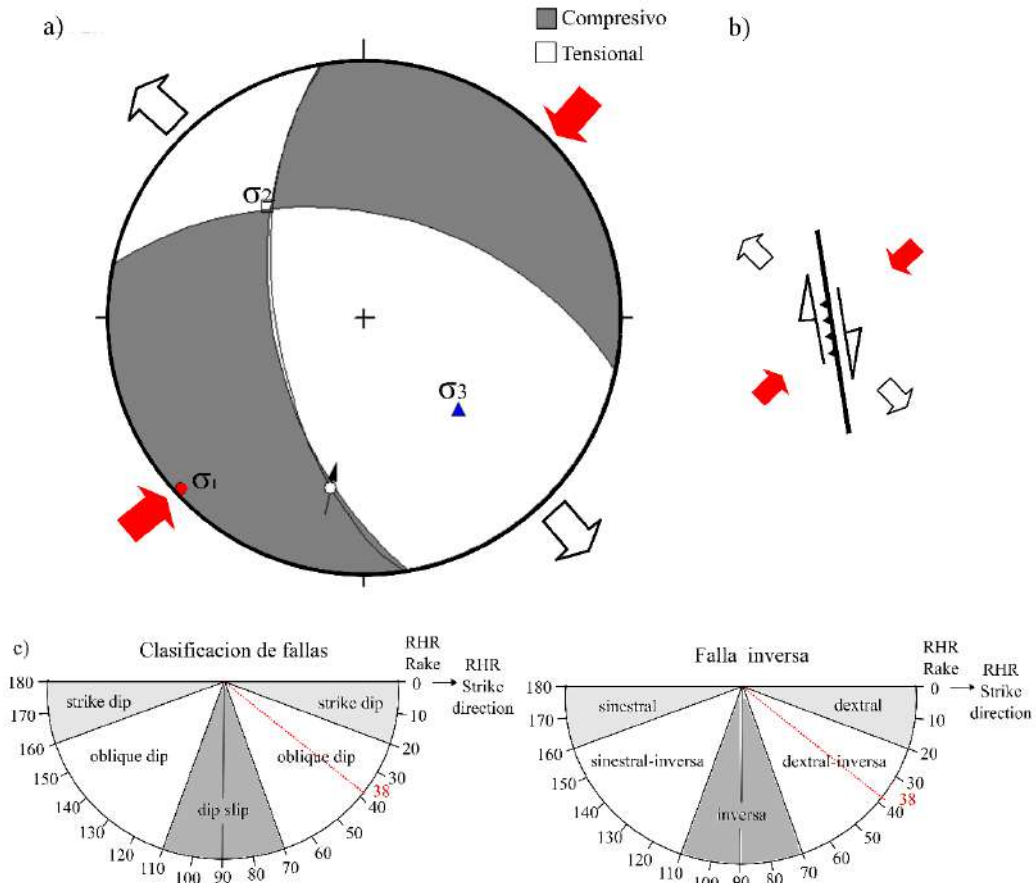 a)
Compresivo
Tensional
b)
σ2
σ3
σ1
c)
Clasificacion de fallas
RHR
Rake
RHR
Strike
direction
180
170
160
150
140
130
120
110
100
90
80
70
60
50
40
38
30
20
10
0
strike dip
strike dip
oblique dip
oblique dip
dip slip
Falla inversa
RHR
Rake
RHR
Strike
direction
180
170
160
150
140
130
120
110
100
90
80
70
60
50
40
38
30
20
10
0
sinestral
dextral
sinestral-inversa
dextral-inversa
inversa